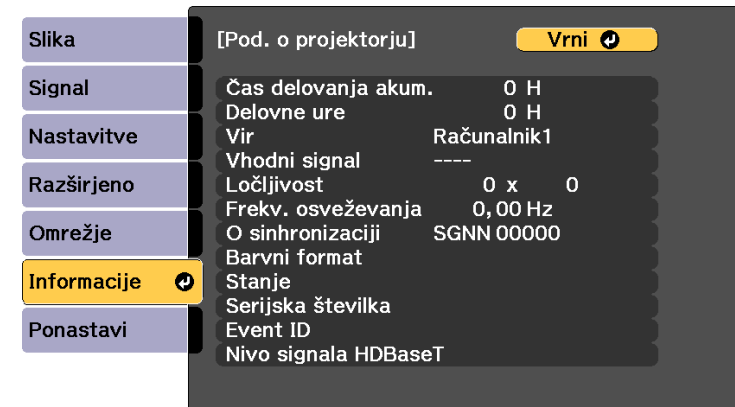 Slika
Signal
Nastavitve
Razširjeno
Omrežje
Informacije
Ponastavi
[Pod. o projektorju] Vrni
Čas delovanja akum. 0 H
Delovne ure 0 H
Vir Računalnik1
Vhodni signal ----
Ločljivost 0 x 0
Frekv. osveževanja 0,00 Hz
O sinhronizaciji SGNN 00000
Barvni format
Stanje
Serijska številka
Event ID
Nivo signala HDBaseT